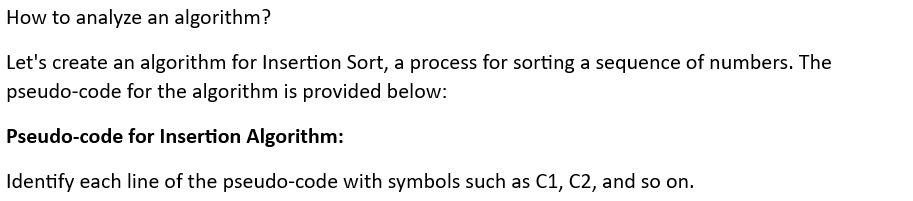 How to analyze an algorithm?
Let's create an algorithm for Insertion Sort, a process for sorting a sequence of numbers. The
pseudo-code for the algorithm is provided below:
Pseudo-code for Insertion Algorithm:
Identify each line of the pseudo-code with symbols such as C1, C2, and so on.